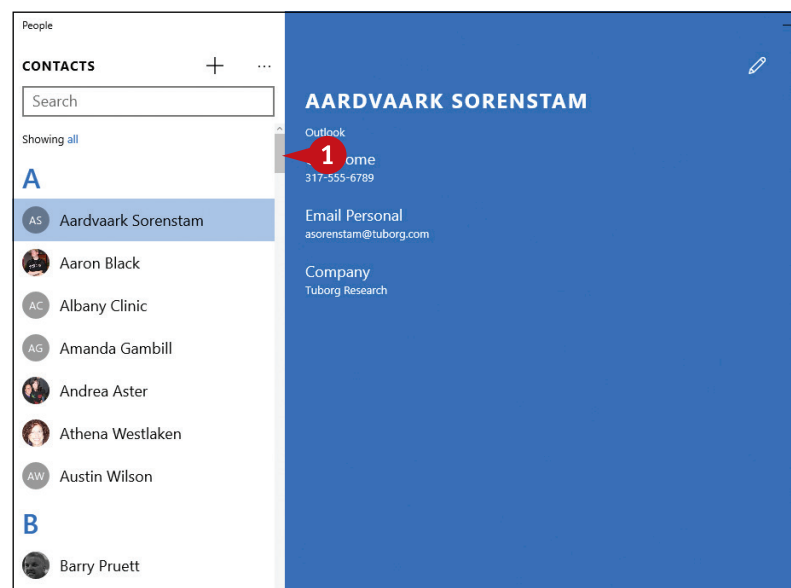 People
CONTACTS
Search
Showing all
A
AS Aardvaark Sorenstam
Aaron Black
AC Albany Clinic
AG Amanda Gambill
Andrea Aster
Athena Westlaken
AW Austin Wilson
B
Barry Pruett
AARDVAARK SORENSTAM
Outlook
1
ome
317-555-6789
Email Personal
asorenstam@tuborg.com
Company
Tuborg Research